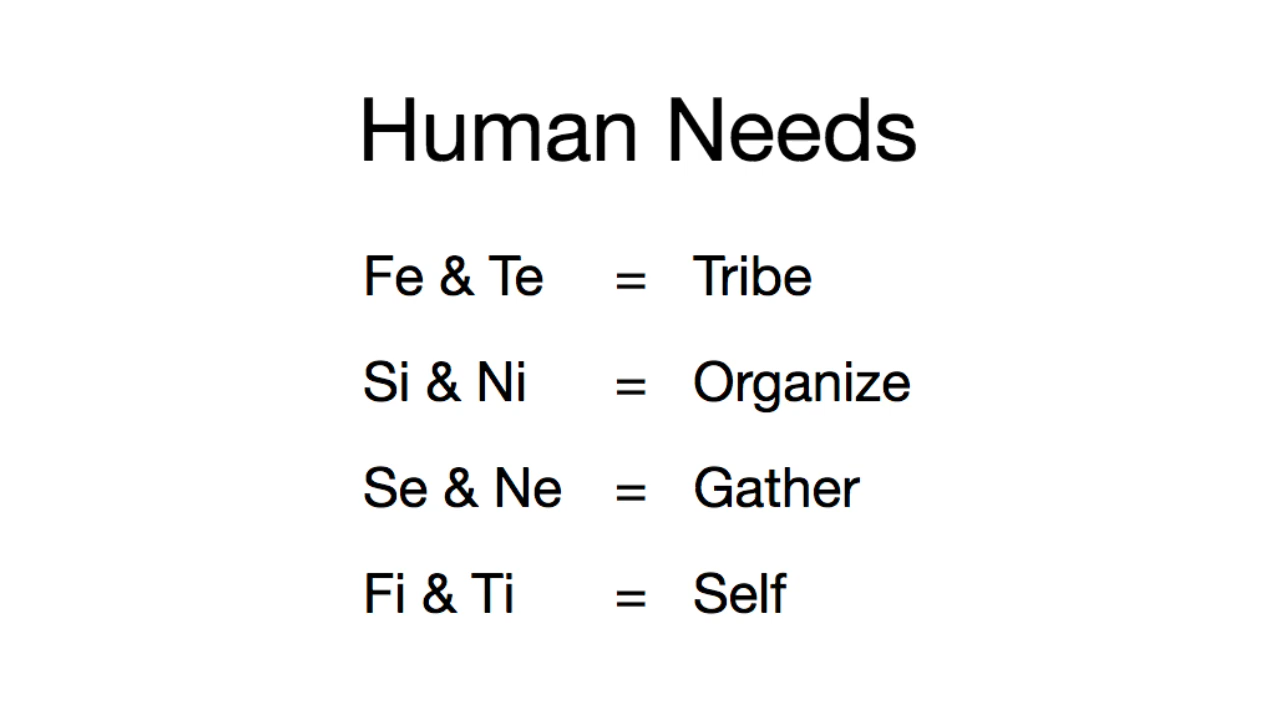 Human Needs
Fe & Te = Tribe
Si & Ni = Organize
Se & Ne = Gather
Fi & Ti = Self